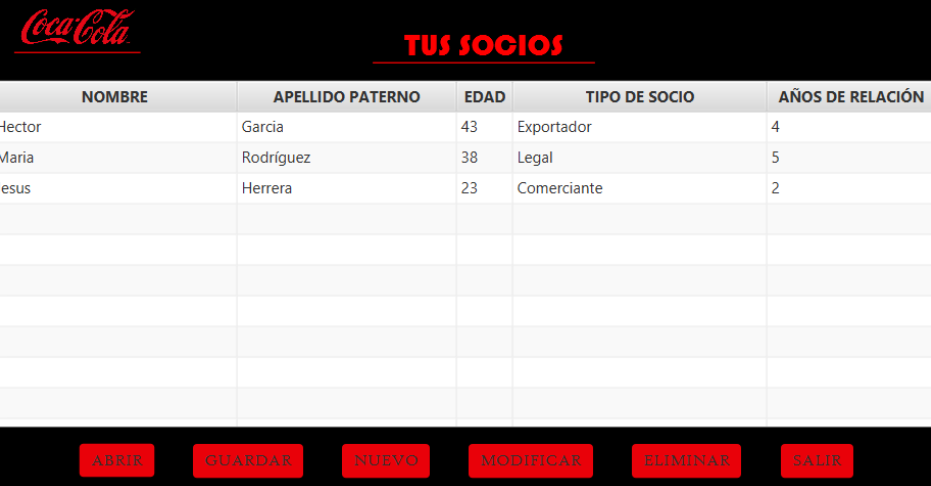 Coca-Cola
TUS SOCIOS
NOMBRE APELLIDO PATERNO EDAD TIPO DE SOCIO AÑOS DE RELACIÓN
Hector Garcia 43 Exportador 4
Maria Rodríguez 38 Legal 5
esus Herrera 23 Comerciante 2
ABRIR GUARDAR NUEVO MODIFICAR ELIMINAR SALIR